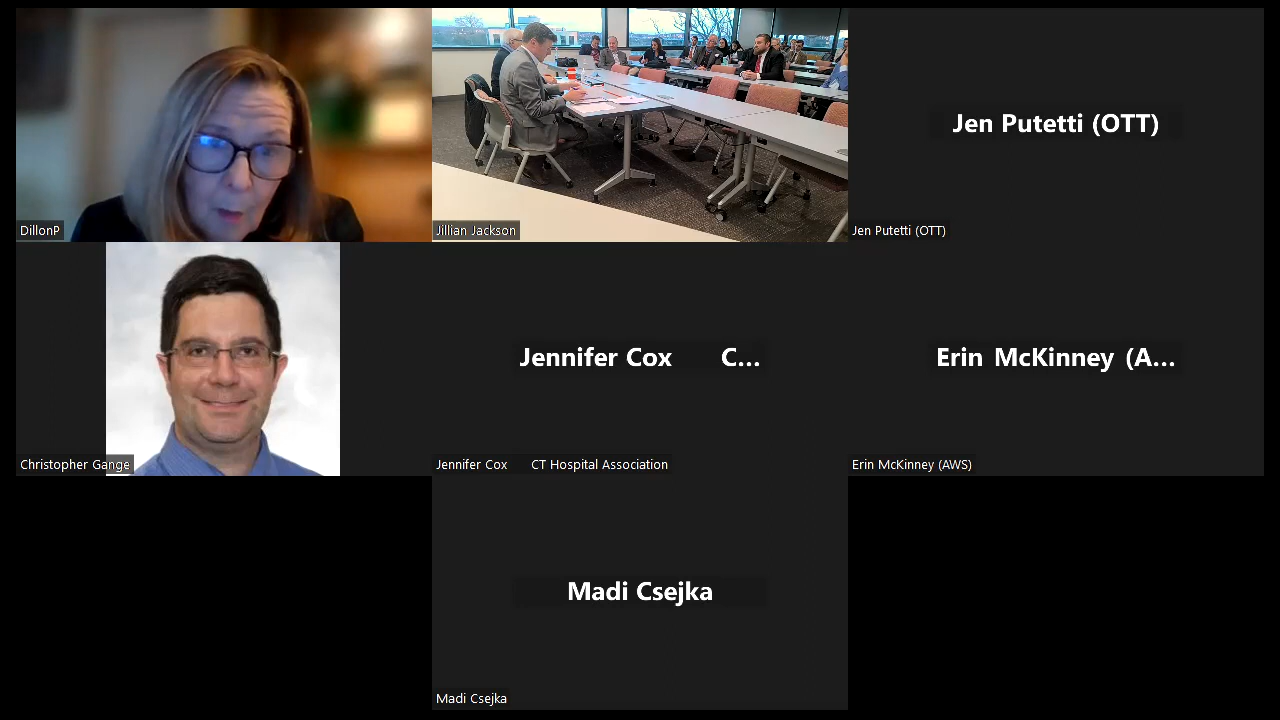 DillonP
Jillian Jackson
Jen Putetti (OTT)
Jen Putetti (OTT)
Christopher Gange
Jennifer Cox C...
Jennifer Cox CT Hospital Association
Erin McKinney (A...
Erin McKinney (AWS)
Madi Csejka
Madi Csejka